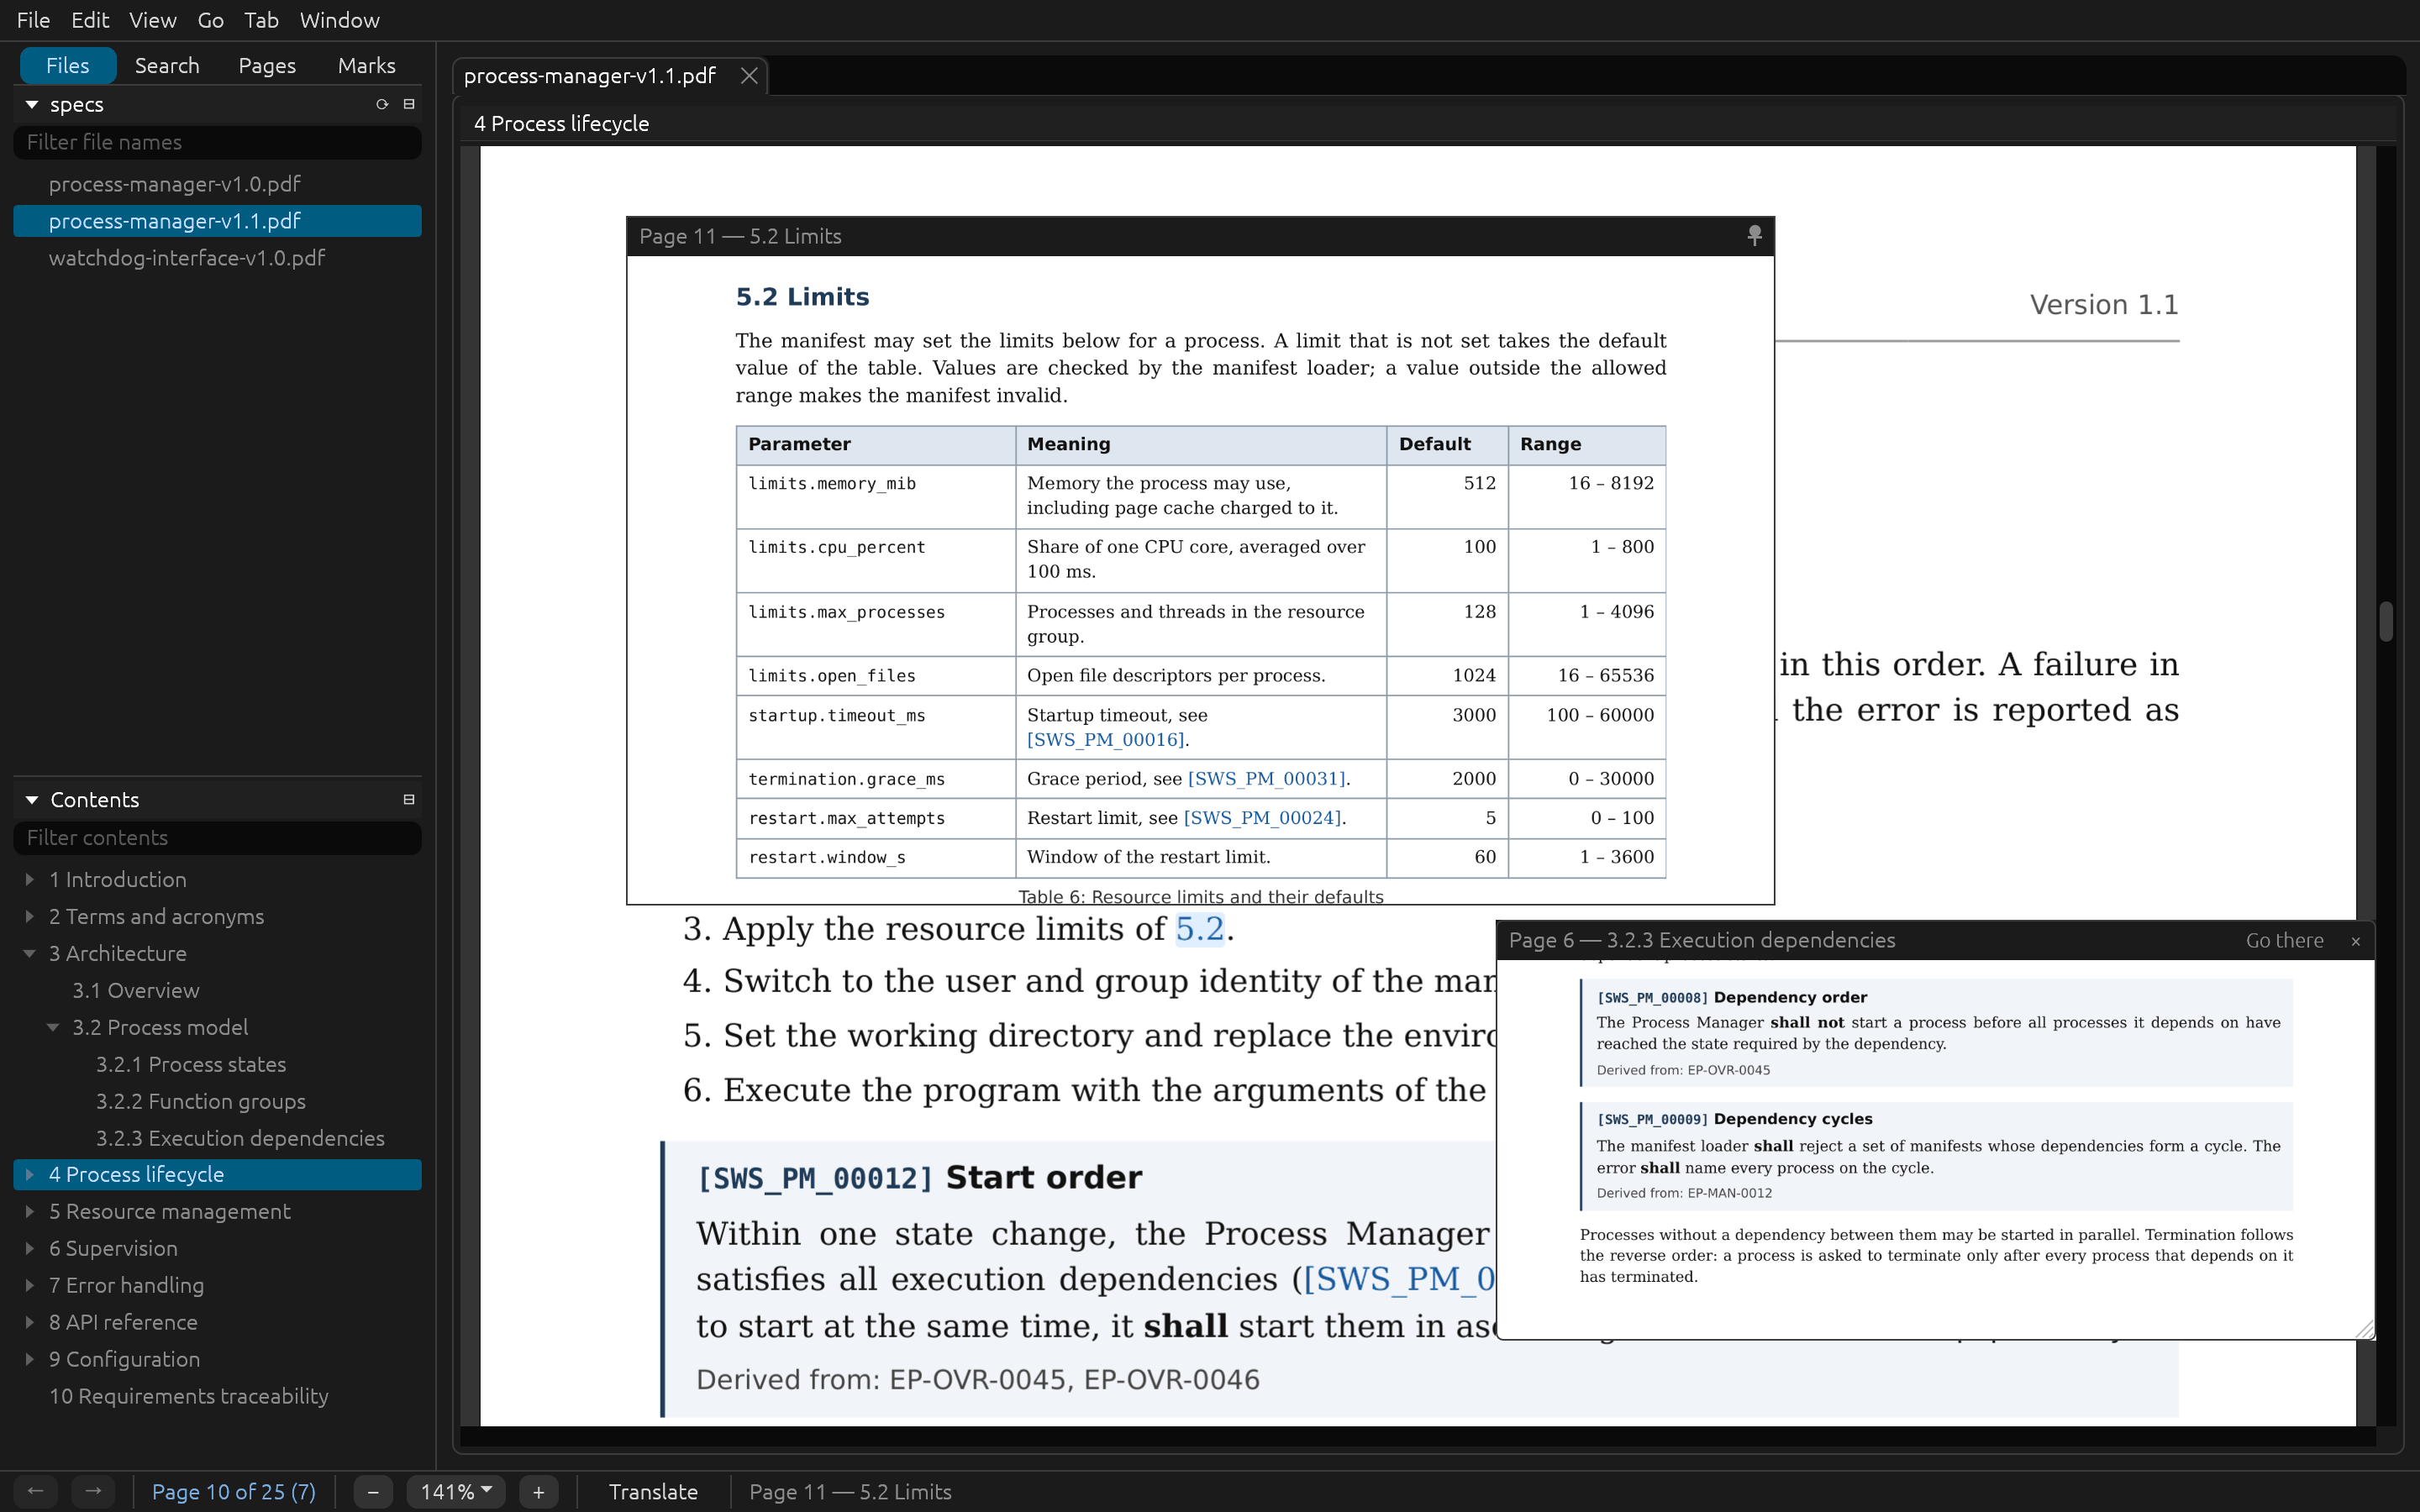 File Edit View Go Tab Window
Files Search Pages Marks
specs
Filter file names
process-manager-v1.0.pdf
process-manager-v1.1.pdf
watchdog-interface-v1.0.pdf
Contents
Filter contents
1 Introduction
2 Terms and acronyms
3 Architecture
3.1 Overview
3.2 Process model
3.2.1 Process states
3.2.2 Function groups
3.2.3 Execution dependencies
4 Process lifecycle
5 Resource management
6 Supervision
7 Error handling
8 API reference
9 Configuration
10 Requirements traceability
process-manager-v1.1.pdf
4 Process lifecycle
Version 1.1
Page 11 — 5.2 Limits
5.2 Limits
The manifest may set the limits below for a process. A limit that is not set takes the default
value of the table. Values are checked by the manifest loader; a value outside the allowed
range makes the manifest invalid.
Parameter Meaning Default Range
limits.memory_mib Memory the process may use, 512 16 – 8192
including page cache charged to it.
limits.cpu_percent Share of one CPU core, averaged over 100 1 – 800
100 ms.
limits.max_processes Processes and threads in the resource 128 1 – 4096
group.
limits.open_files Open file descriptors per process. 1024 16 – 65536
startup.timeout_ms Startup timeout, see 3000 100 – 60000
[SWS_PM_00016].
termination.grace_ms Grace period, see [SWS_PM_00031]. 2000 0 – 30000
restart.max_attempts Restart limit, see [SWS_PM_00024]. 5 0 – 100
restart.window_s Window of the restart limit. 60 1 – 3600
Table 6: Resource limits and their defaults
in this order. A failure in
the error is reported as
3. Apply the resource limits of 5.2.
4. Switch to the user and group identity of the
5. Set the working directory and replace the
6. Execute the program with the arguments of the
[SWS_PM_00012] Start order
Within one state change, the Process Manager
satisfies all execution dependencies ([SWS_PM_0
to start at the same time, it shall start them in
Derived from: EP-OVR-0045, EP-OVR-0046
Page 6 — 3.2.3 Execution dependencies Go there ×
[SWS_PM_00008] Dependency order
The Process Manager shall not start a process before all processes it depends on have
reached the state required by the dependency.
Derived from: EP-OVR-0045
[SWS_PM_00009] Dependency cycles
The manifest loader shall reject a set of manifests whose dependencies form a cycle. The
error shall name every process on the cycle.
Derived from: EP-MAN-0012
Processes without a dependency between them may be started in parallel. Termination follows
the reverse order: a process is asked to terminate only after every process that depends on it
has terminated.
← → Page 10 of 25 (7) − 141% + Translate Page 11 — 5.2 Limits